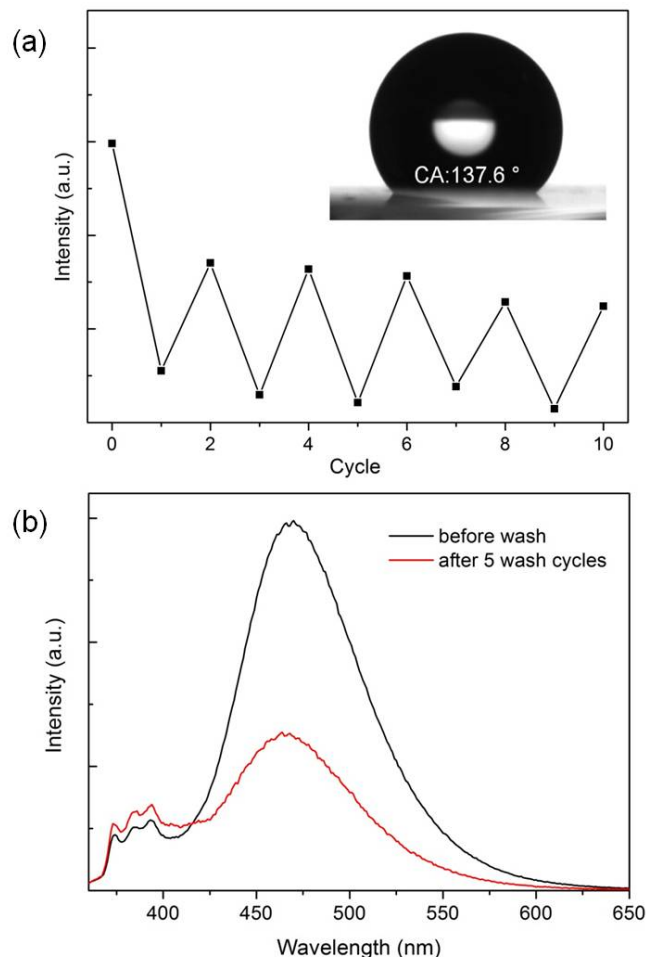 (a)
Intensity (a.u.)
CA:137.6 °
0 2 4 6 8 10
Cycle
(b)
Intensity (a.u.)
before wash
after 5 wash cycles
400 450 500 550 600 650
Wavelength (nm)